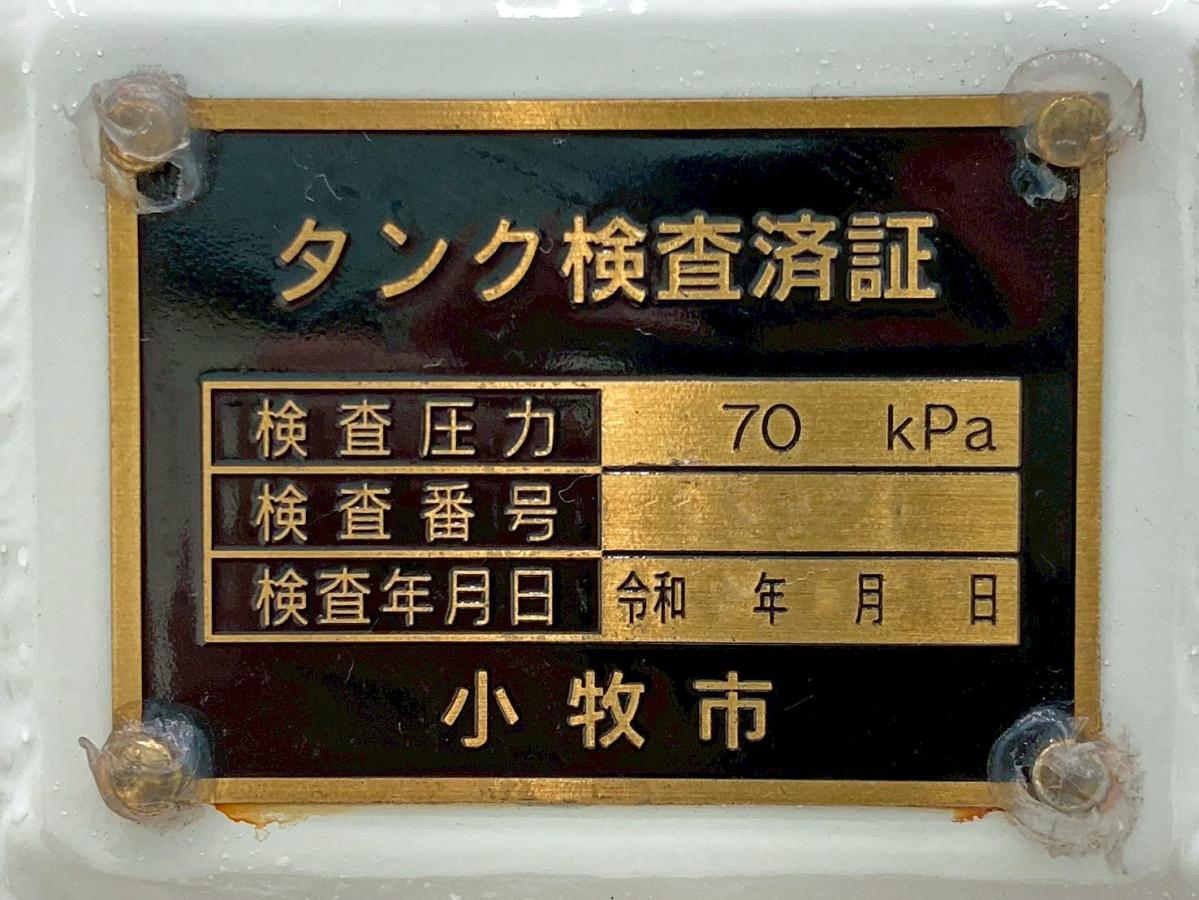 タンク検査済証
検査圧力 70 kPa
検査番号
検査年月日 令和 年 月 日
小牧市